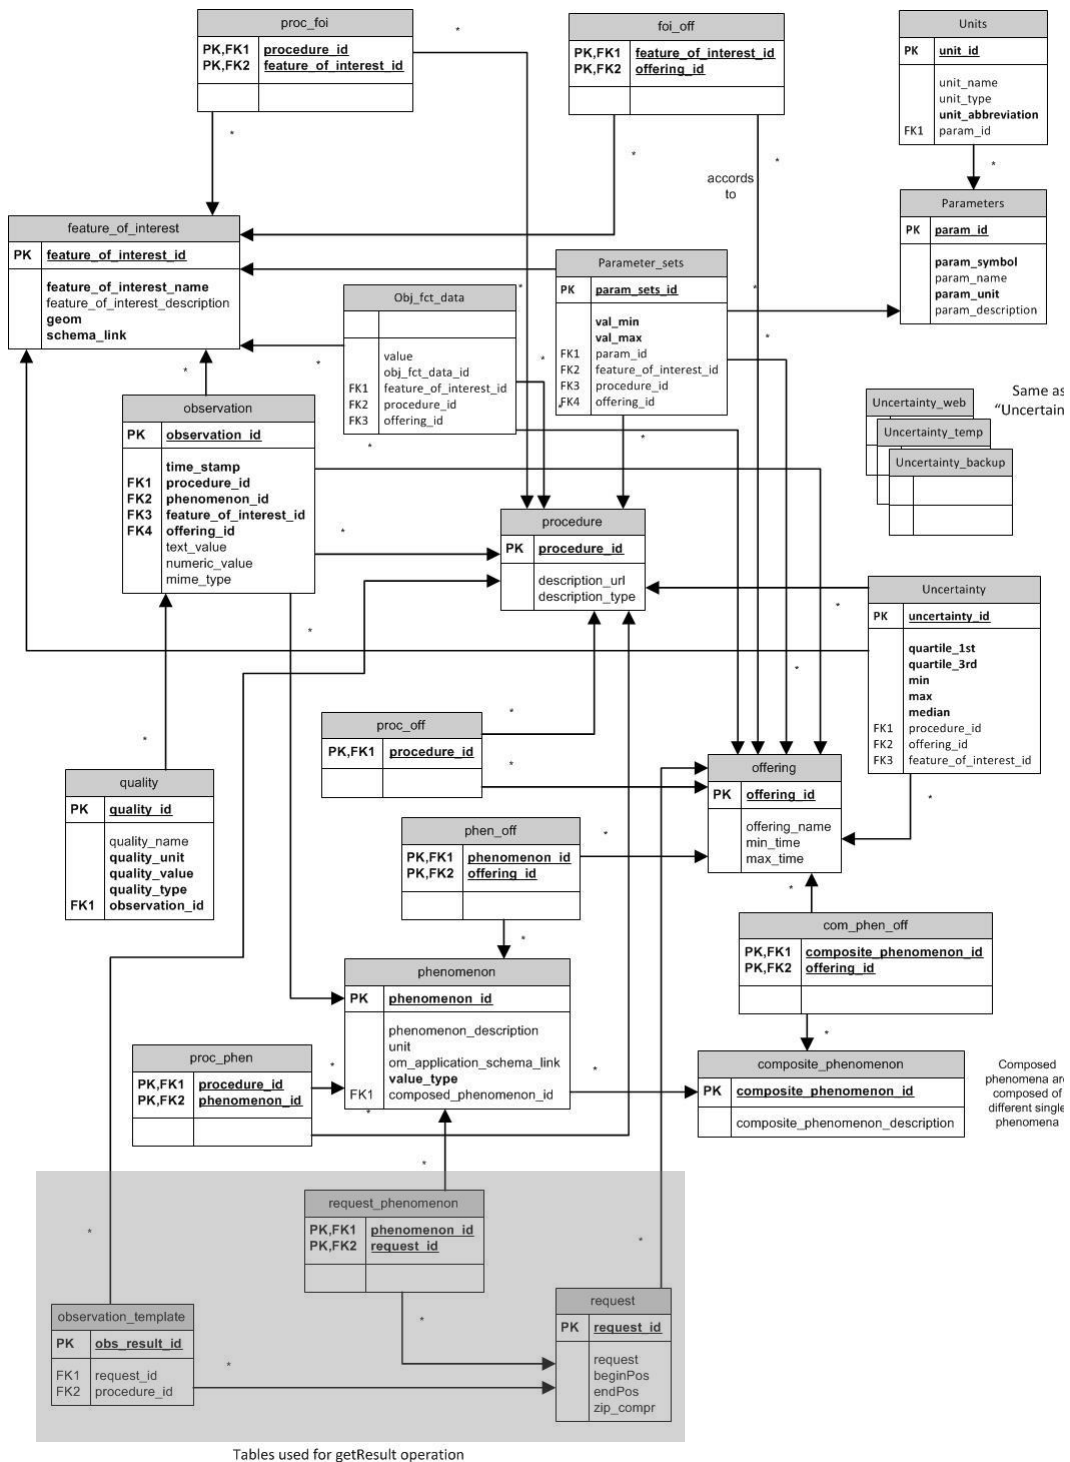 proc_foi
PK,FK1 procedure_id
PK,FK2 feature_of_interest_id
*
foi_off
PK,FK1 feature_of_interest_id
PK,FK2 offering_id
Units
PK unit_id
unit_name
unit_type
unit_abbreviation
FK1 param_id
*
*
*
*
accords
to
feature_of_interest
PK feature_of_interest_id
feature_of_interest_name
feature_of_interest_description
geom
schema_link
Parameters
PK param_id
param_symbol
param_name
param_unit
param_description
Parameter_sets
PK param_sets_id
val_min
val_max
FK1 param_id
FK2 feature_of_interest_id
FK3 procedure_id
FK4 offering_id
*
*
*
*
*
*
Obj_fct_data
value
obj_fct_data_id
FK1 feature_of_interest_id
FK2 procedure_id
FK3 offering_id
*
*
*
observation
PK observation_id
time_stamp
FK1 procedure_id
FK2 phenomenon_id
FK3 feature_of_interest_id
FK4 offering_id
text_value
numeric_value
mime_type
*
Uncertainty_web
Uncertainty_temp
Uncertainty_backup
Same as
"Uncertain
procedure
PK procedure_id
description_url
description_type
Uncertainty
PK uncertainty_id
quartile_1st
quartile_3rd
min
max
median
FK1 procedure_id
FK2 offering_id
FK3 feature_of_interest_id
*
*
*
*
*
proc_off
PK,FK1 procedure_id
*
*
quality
PK quality_id
quality_name
quality_unit
quality_value
quality_type
FK1 observation_id
offering
PK offering_id
offering_name
min_time
max_time
*
phen_off
PK,FK1 phenomenon_id
PK,FK2 offering_id
*
*
com_phen_off
PK,FK1 composite_phenomenon_id
PK,FK2 offering_id
*
phenomenon
PK phenomenon_id
phenomenon_description
unit
om_application_schema_link
value_type
FK1 composed_phenomenon_id
*
proc_phen
PK,FK1 procedure_id
PK,FK2 phenomenon_id
*
*
composite_phenomenon
PK composite_phenomenon_id
composite_phenomenon_description
Composed
phenomena are
composed of
different single
phenomena
*
request_phenomenon
PK,FK1 phenomenon_id
PK,FK2 request_id
*
*
*
observation_template
PK obs_result_id
FK1 request_id
FK2 procedure_id
*
request
PK request_id
request
beginPos
endPos
zip_compr
Tables used for getResult operation